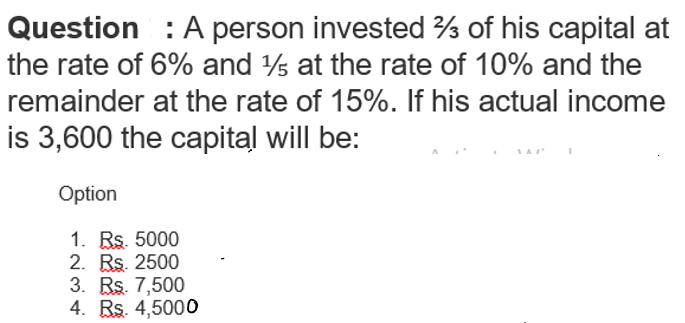 Question : A person invested ⅔ of his capital at
the rate of 6% and ⅕ at the rate of 10% and the
remainder at the rate of 15%. If his actual income
is 3,600 the capital will be:
Option
1. Rs. 5000
2. Rs. 2500
3. Rs. 7,500
4. Rs. 4,5000